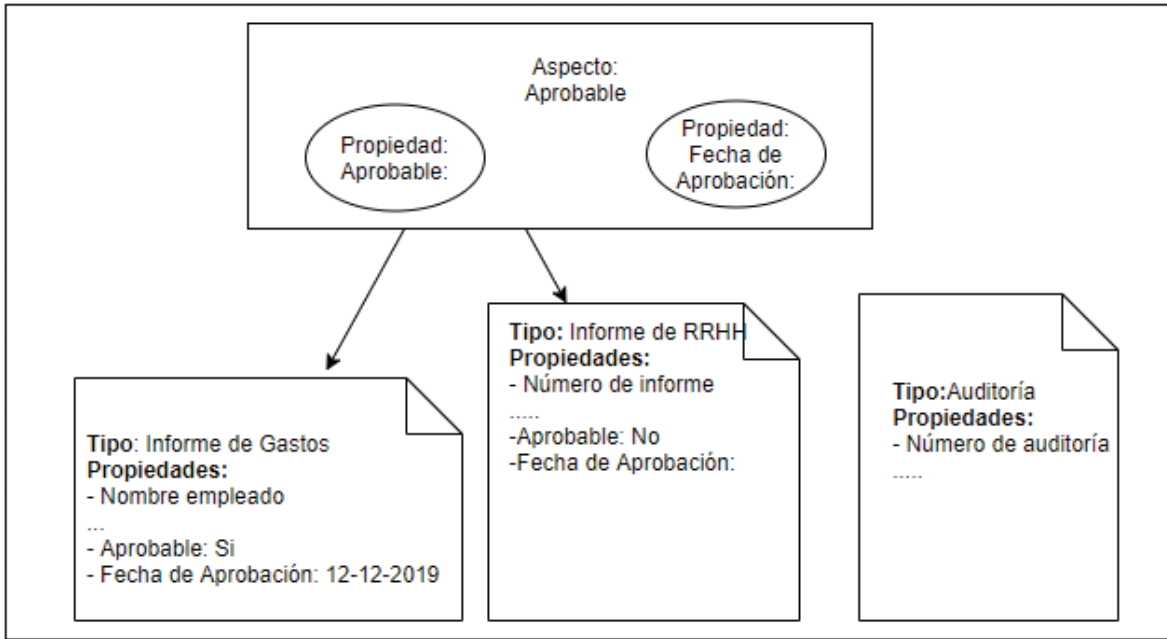 Aspecto:
Aprobable
Propiedad:
Aprobable:
Propiedad:
Fecha de
Aprobación:
Tipo: Informe de Gastos
Propiedades:
- Nombre empleado
...
- Aprobable: Si
- Fecha de Aprobación: 12-12-2019
Tipo: Informe de RRHH
Propiedades:
- Número de informe
.....
-Aprobable: No
-Fecha de Aprobación:
Tipo:Auditoría
Propiedades:
- Número de auditoría
.....